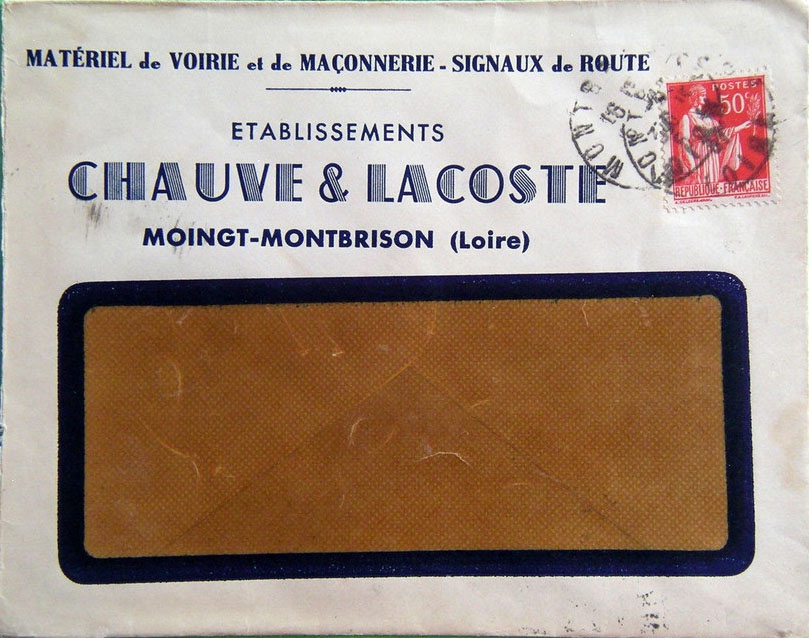 MATÉRIEL de VOIRIE et de MAÇONNERIE - SIGNAUX de ROUTE
ETABLISSEMENTS
CHAUVE & LACOSTE
MOINGT-MONTBRISON (Loire)
POSTES
50c
REPUBLIQUE-FRANÇAISE